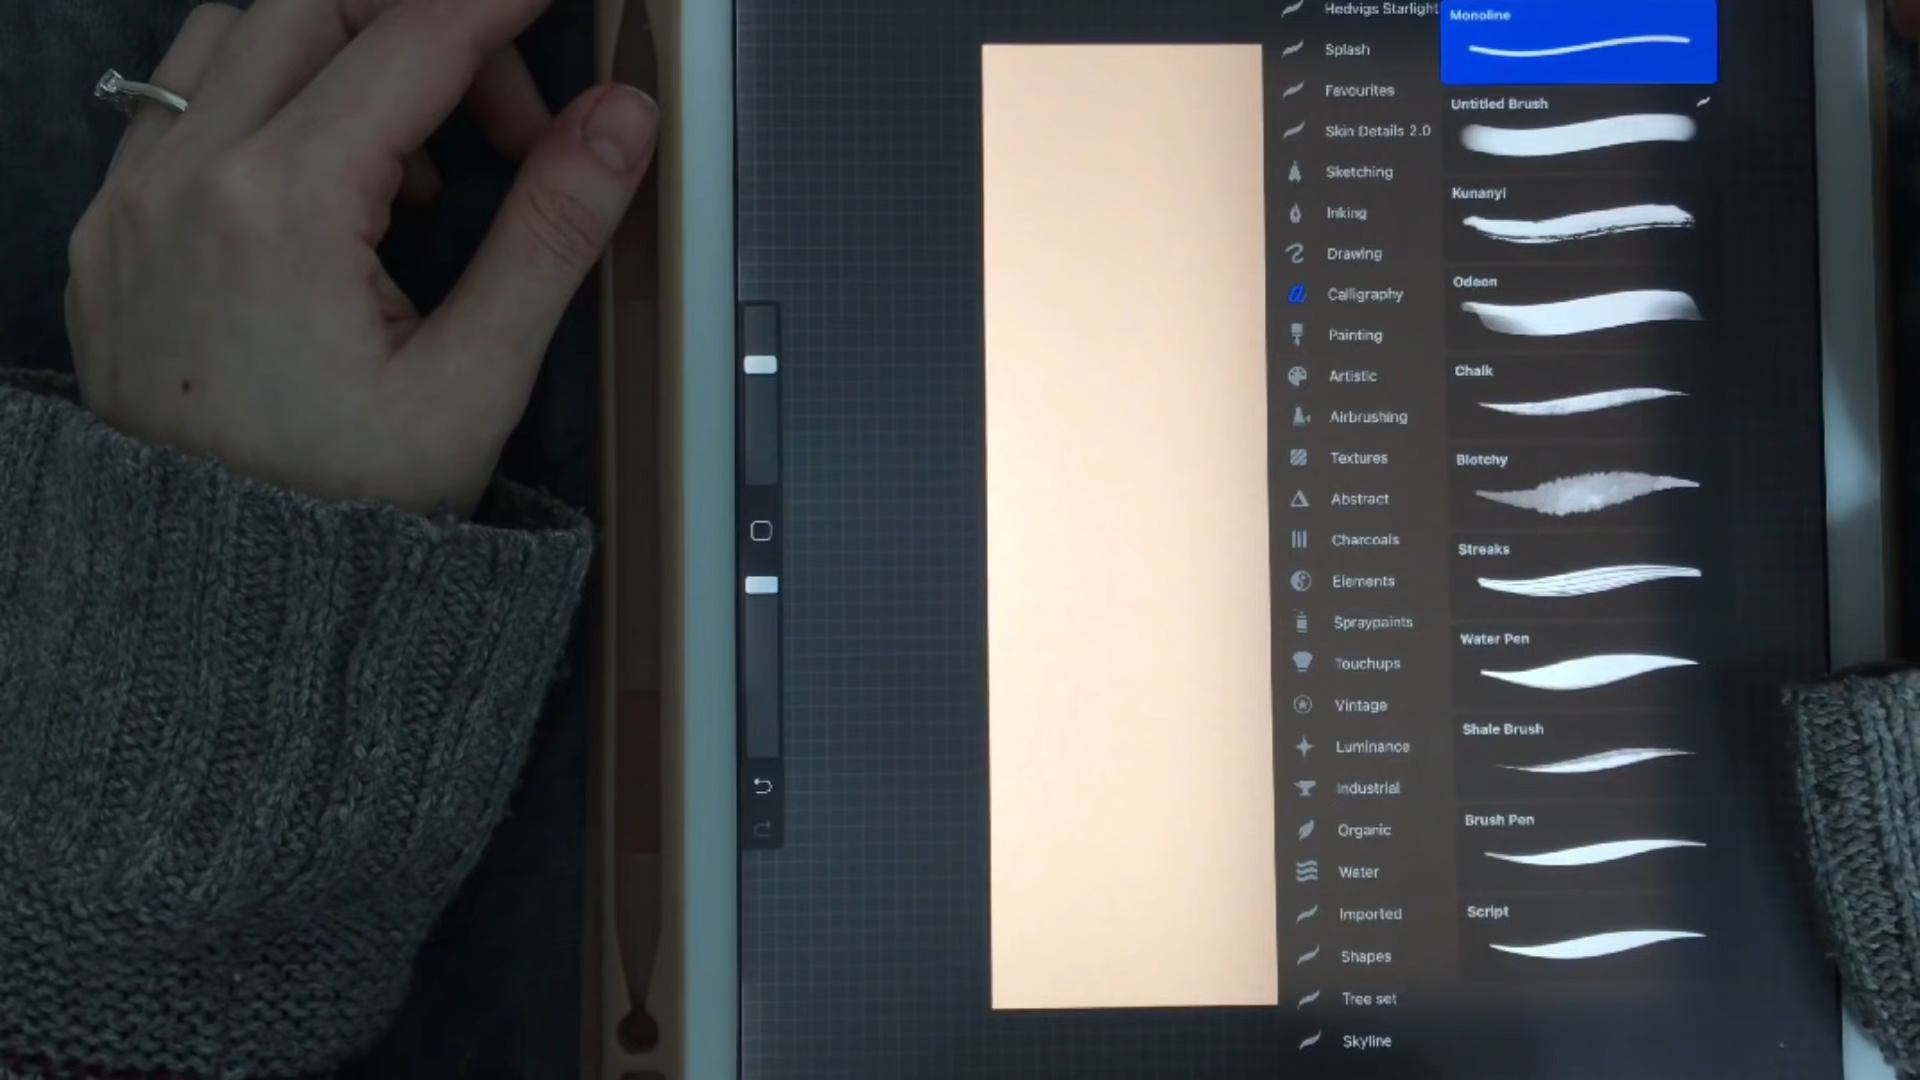 Hedvigs Starlight
Splash
Favourites
Skin Details 2.0
Sketching
Inking
Drawing
Calligraphy
Painting
Artistic
Airbrushing
Textures
Abstract
Charcoals
Elements
Spraypaints
Touchups
Vintage
Luminance
Industrial
Organic
Water
Imported
Shapes
Tree set
Skyline
Monoline
Untitled Brush
Kunanyi
Odeon
Chalk
Blotchy
Streaks
Water Pen
Shale Brush
Brush Pen
Script